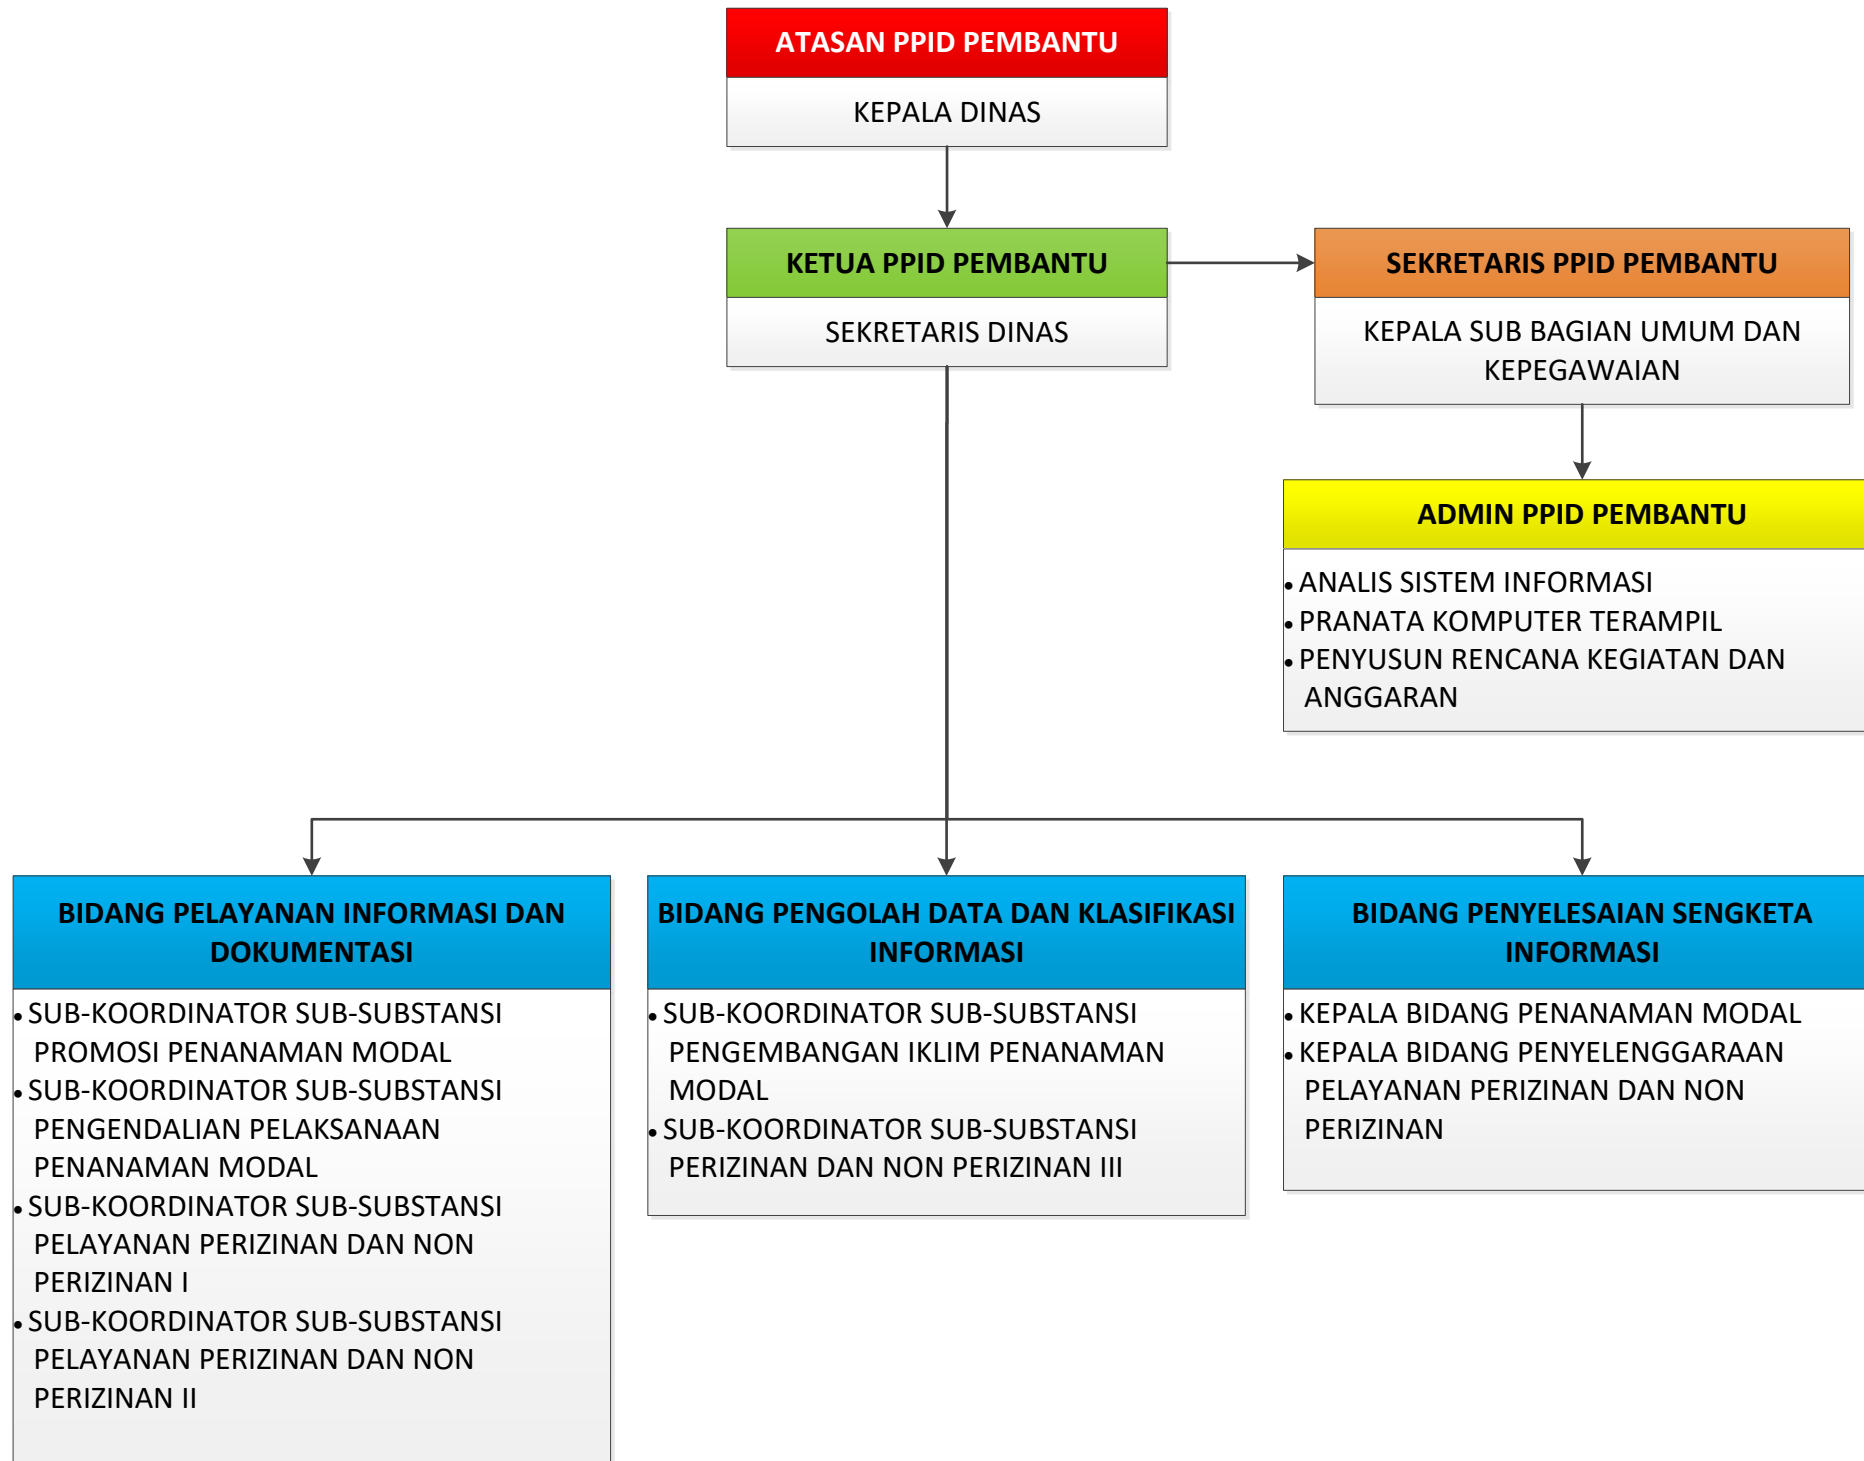 ATASAN PPID PEMBANTU
KEPALA DINAS
KETUA PPID PEMBANTU
SEKRETARIS DINAS
SEKRETARIS PPID PEMBANTU
KEPALA SUB BAGIAN UMUM DAN
KEPEGAWAIAN
ADMIN PPID PEMBANTU
• ANALIS SISTEM INFORMASI
• PRANATA KOMPUTER TERAMPIL
• PENYUSUN RENCANA KEGIATAN DAN
ANGGARAN
BIDANG PELAYANAN INFORMASI DAN
DOKUMENTASI
• SUB-KOORDINATOR SUB-SUBSTANSI
PROMOSI PENANAMAN MODAL
• SUB-KOORDINATOR SUB-SUBSTANSI
PENGENDALIAN PELAKSANAAN
PENANAMAN MODAL
• SUB-KOORDINATOR SUB-SUBSTANSI
PELAYANAN PERIZINAN DAN NON
PERIZINAN I
• SUB-KOORDINATOR SUB-SUBSTANSI
PELAYANAN PERIZINAN DAN NON
PERIZINAN II
BIDANG PENGOLAH DATA DAN KLASIFIKASI
INFORMASI
• SUB-KOORDINATOR SUB-SUBSTANSI
PENGEMBANGAN IKLIM PENANAMAN
MODAL
• SUB-KOORDINATOR SUB-SUBSTANSI
PERIZINAN DAN NON PERIZINAN III
BIDANG PENYELESAIAN SENGKETA
INFORMASI
• KEPALA BIDANG PENANAMAN MODAL
• KEPALA BIDANG PENYELENGGARAAN
PELAYANAN PERIZINAN DAN NON
PERIZINAN